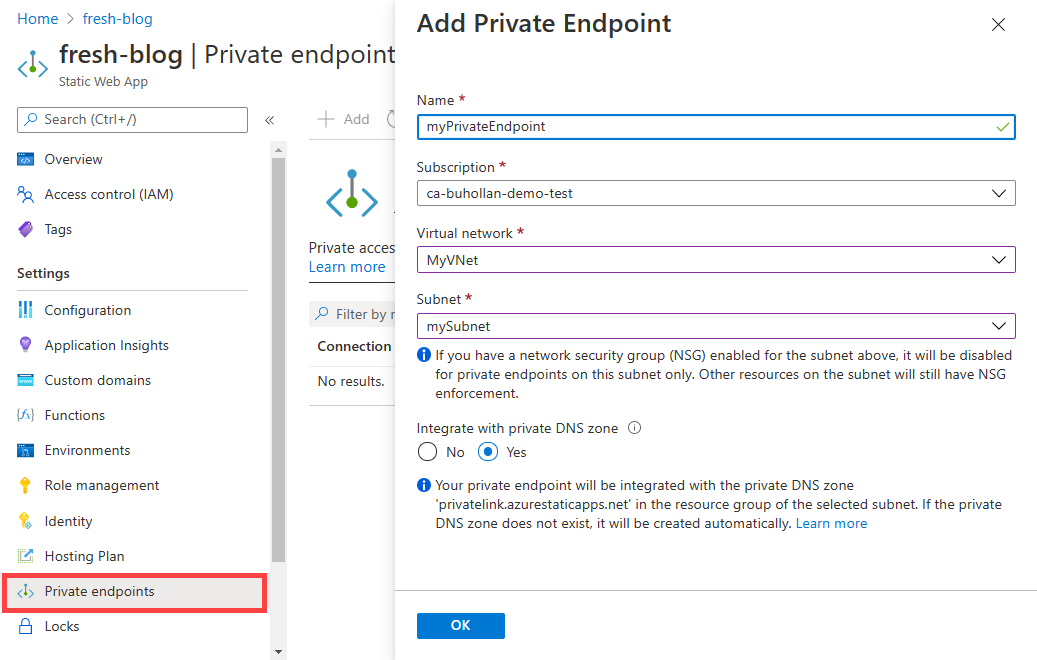 Home > fresh-blog
fresh-blog | Private endpoint
Static Web App
Search (Ctrl+/)
«
Add
Overview
Access control (IAM)
Tags
Settings
Configuration
Application Insights
Custom domains
Functions
Environments
Role management
Identity
Hosting Plan
Private endpoints
Locks
Private acces
Learn more
Filter by n
Connection
No results.
Add Private Endpoint
Name *
myPrivateEndpoint
Subscription *
ca-buhollan-demo-test
Virtual network *
MyVNet
Subnet *
mySubnet
If you have a network security group (NSG) enabled for the subnet above, it will be disabled
for private endpoints on this subnet only. Other resources on the subnet will still have NSG
enforcement.
Integrate with private DNS zone
No Yes
Your private endpoint will be integrated with the private DNS zone
'privatelink.azurestaticapps.net' in the resource group of the selected subnet. If the private
DNS zone does not exist, it will be created automatically. Learn more
OK